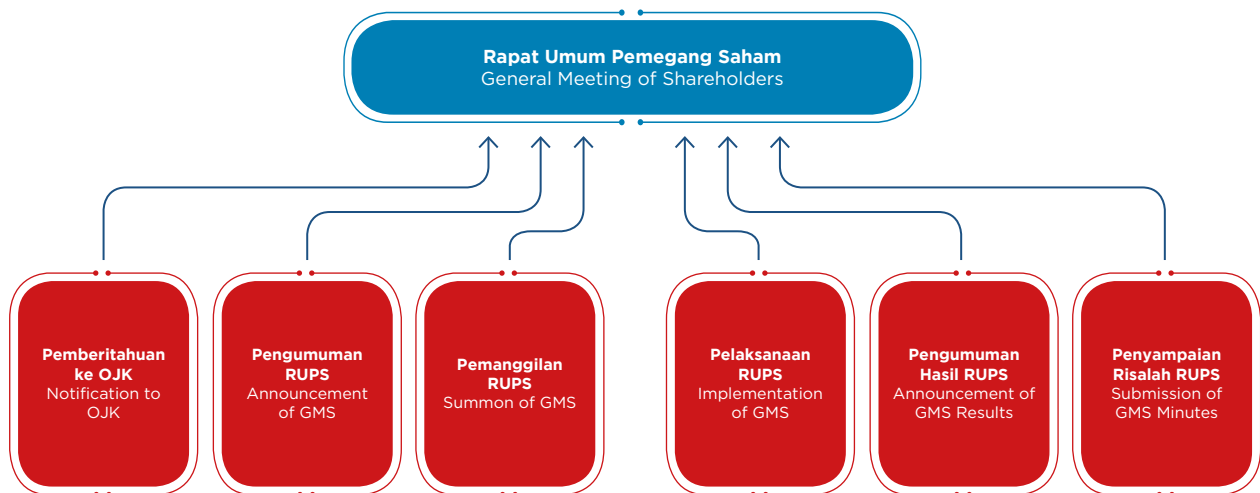 Rapat Umum Pemegang Saham
General Meeting of Shareholders
Pemberitahuan
ke OJK
Notification to
OJK
Pengumuman
RUPS
Announcement
of GMS
Pemanggilan
RUPS
Summon of GMS
Pelaksanaan
RUPS
Implementation
of GMS
Pengumuman
Hasil RUPS
Announcement of
GMS Results
Penyampaian
Risalah RUPS
Submission of
GMS Minutes